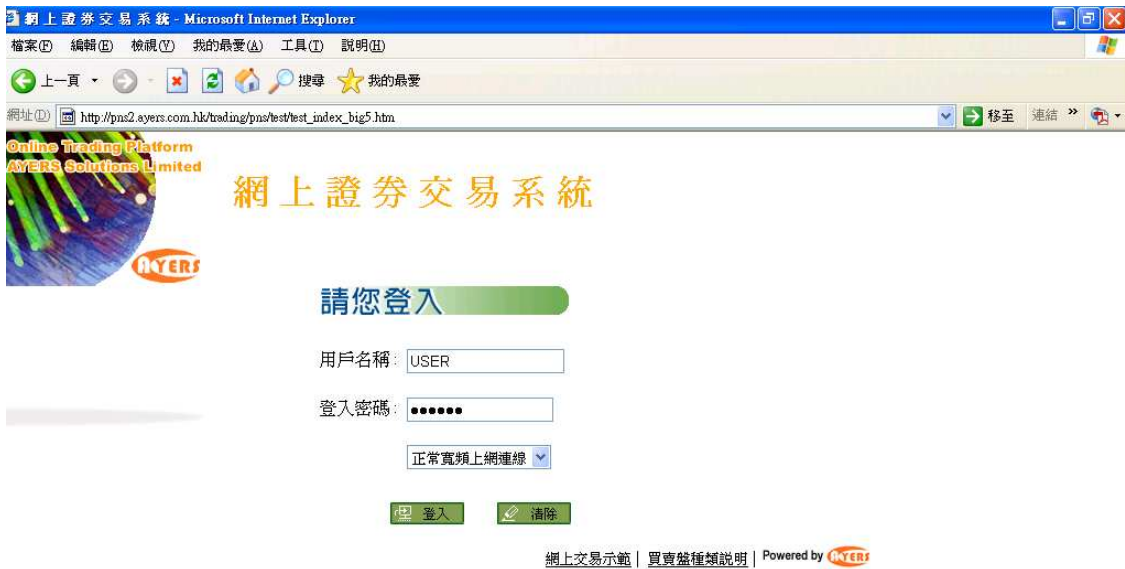 網上證券交易系統 - Microsoft Internet Explorer
檔案(F) 編輯(E) 檢視(V) 我的最愛(A) 工具(T) 説明(H)
上一頁 搜尋 我的最愛
網址(D) http://pns2.ayers.com.hk/trading/pns/test/test_index_big5.htm 移至 連結 »
Online Trading Platform
AYERS Solutions Limited
網上證券交易系統
AYERS
請您登入
用戶名稱: USER
登入密碼: ●●●●●●
正常寬頻上網連線
登入 清除
網上交易示範 | 買賣盤種類説明 | Powered by AYERS